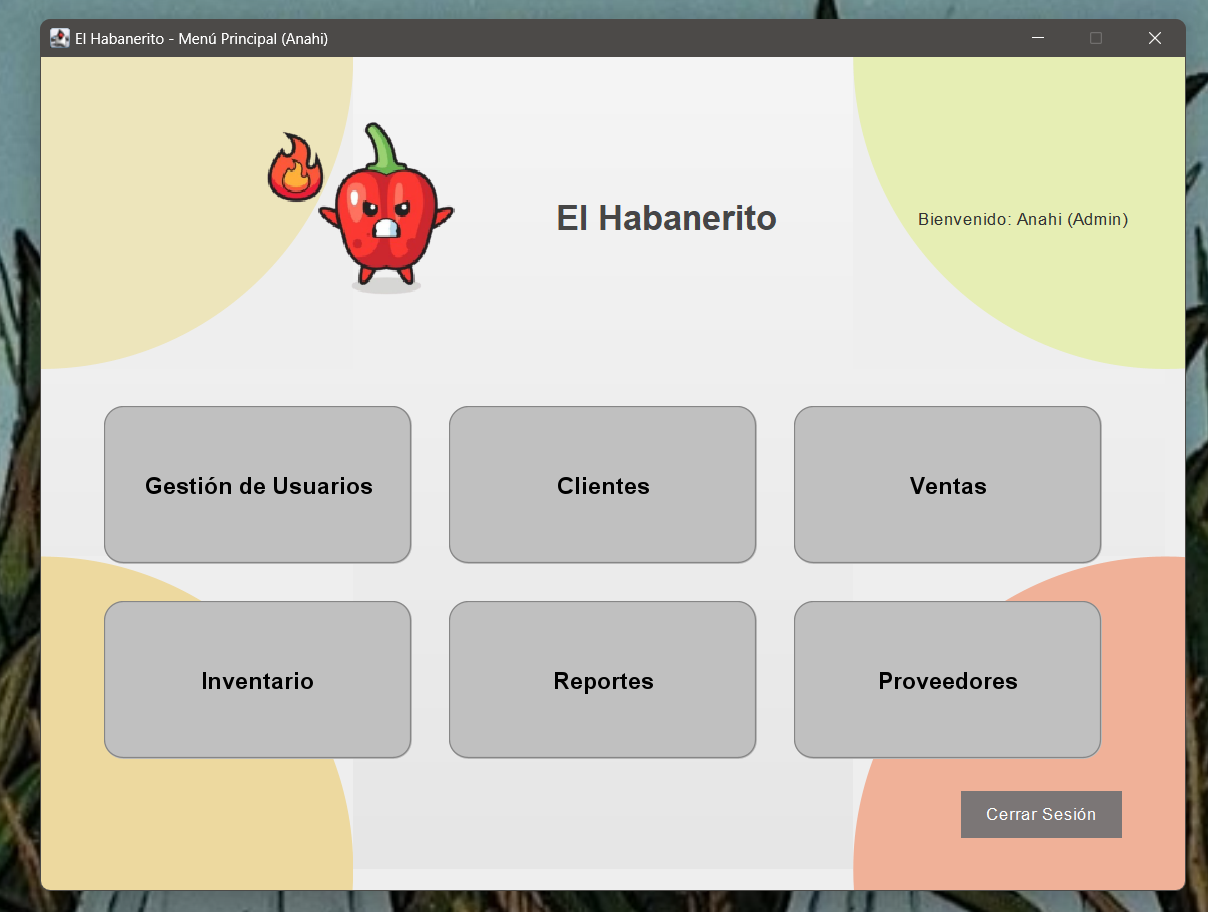 El Habanerito - Menú Principal (Anahi)
El Habanerito
Bienvenido: Anahi (Admin)
Gestión de Usuarios
Clientes
Ventas
Inventario
Reportes
Proveedores
Cerrar Sesión